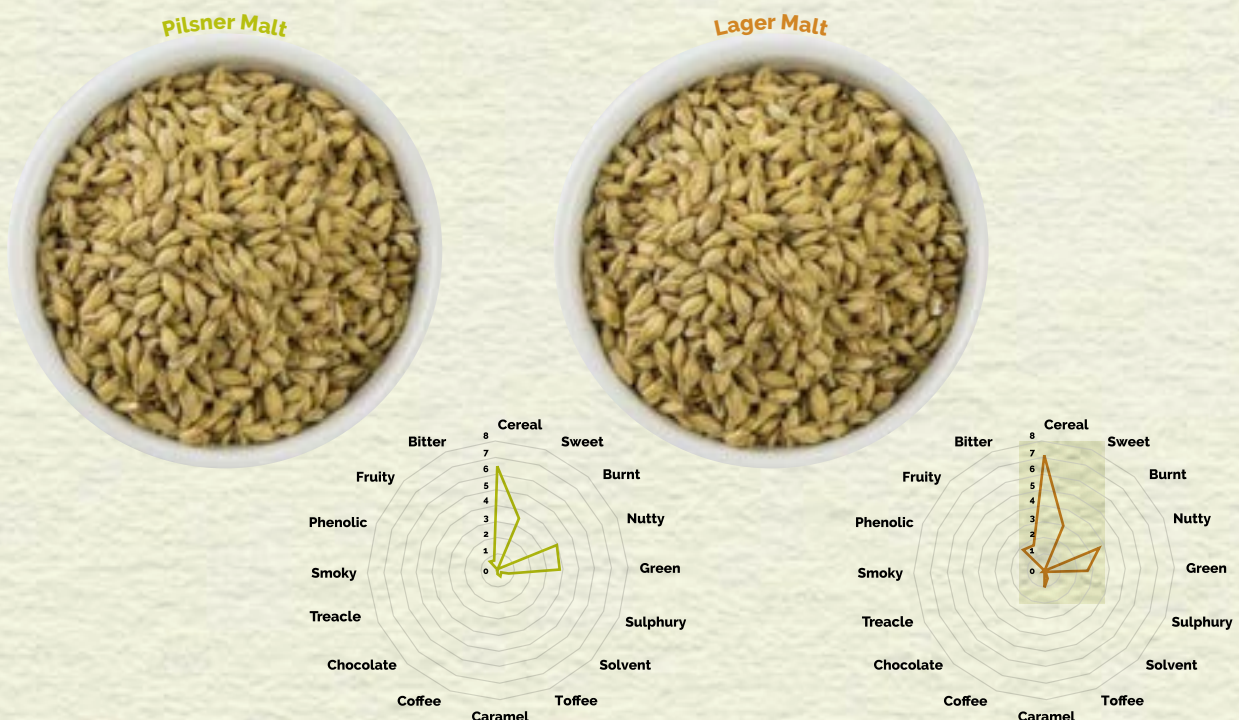 Pilsner Malt
Lager Malt
Cereal
8
Bitter
Sweet
7
6
Fruity
Burnt
5
4
3
Phenolic
Nutty
2
1
0
Smoky
Green
Treacle
Sulphury
Chocolate
Solvent
Coffee
Toffee
Caramel
Cereal
8
Bitter
Sweet
7
6
Fruity
Burnt
5
4
3
Phenolic
Nutty
2
1
0
Smoky
Green
Treacle
Sulphury
Chocolate
Solvent
Coffee
Toffee
Caramel